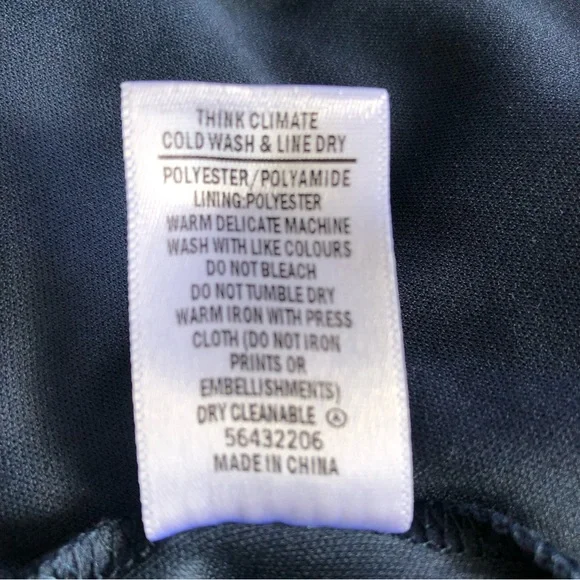 THINK CLIMATE
COLD WASH & LINE DRY
POLYESTER/POLYAMIDE
LINING:POLYESTER
WARM DELICATE MACHINE
WASH WITH LIKE COLOURS
DO NOT BLEACH
DO NOT TUMBLE DRY
WARM IRON WITH PRESS
CLOTH (DO NOT IRON
PRINTS OR
EMBELLISHMENTS)
DRY CLEANABLE Ⓐ
56432206
MADE IN CHINA